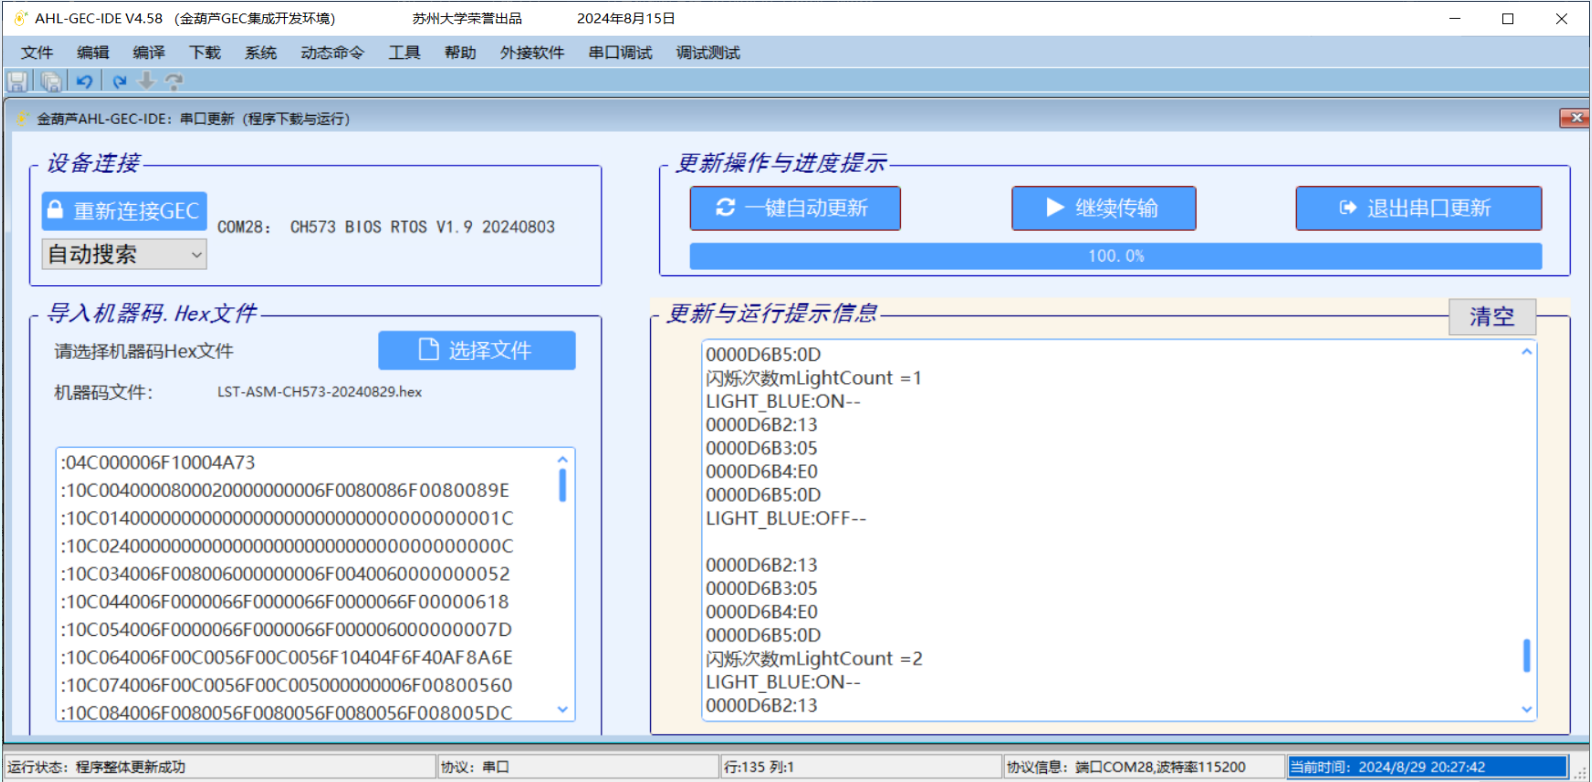 AHL-GEC-IDE V4.58 （金葫芦GEC集成开发环境） 苏州大学荣誉出品 2024年8月15日
文件 编辑 编译 下载 系统 动态命令 工具 帮助 外接软件 串口调试 调试测试
金葫芦AHL-GEC-IDE：串口更新（程序下载与运行）
设备连接
重新连接GEC
COM28： CH573 BIOS RTOS V1.9 20240803
自动搜索
更新操作与进度提示
一键自动更新 继续传输 退出串口更新
100.0%
导入机器码.Hex文件
请选择机器码Hex文件 选择文件
机器码文件： LST-ASM-CH573-20240829.hex
:04C000006F10004A73
:10C0040000800020000000006F0080086F0080089E
:10C01400000000000000000000000000000000001C
:10C02400000000000000000000000000000000000C
:10C034006F008006000000006F0040060000000052
:10C044006F0000066F0000066F0000066F00000618
:10C054006F0000066F0000066F000006000000007D
:10C064006F00C0056F00C0056F10404F6F40AF8A6E
:10C074006F00C0056F00C005000000006F00800560
:10C084006F0080056F0080056F0080056F008005DC
更新与运行提示信息
清空
0000D6B5:0D
闪烁次数mLightCount =1
LIGHT_BLUE:ON--
0000D6B2:13
0000D6B3:05
0000D6B4:E0
0000D6B5:0D
LIGHT_BLUE:OFF--
0000D6B2:13
0000D6B3:05
0000D6B4:E0
0000D6B5:0D
闪烁次数mLightCount =2
LIGHT_BLUE:ON--
0000D6B2:13
运行状态：程序整体更新成功 协议：串口 行:135 列:1 协议信息：端口COM28,波特率115200 当前时间：2024/8/29 20:27:42